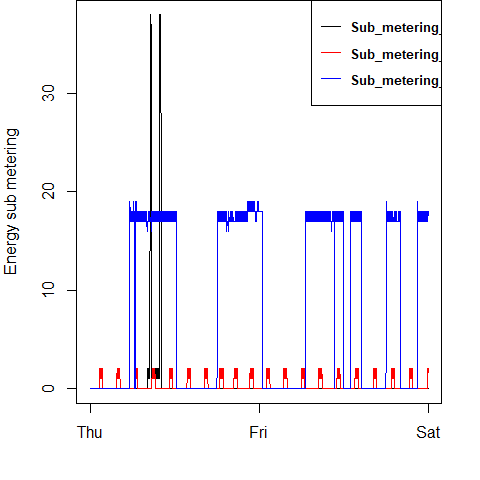 Sub_metering_
Sub_metering_
Sub_metering_
Energy sub metering
30
20
10
0
Thu Fri Sat